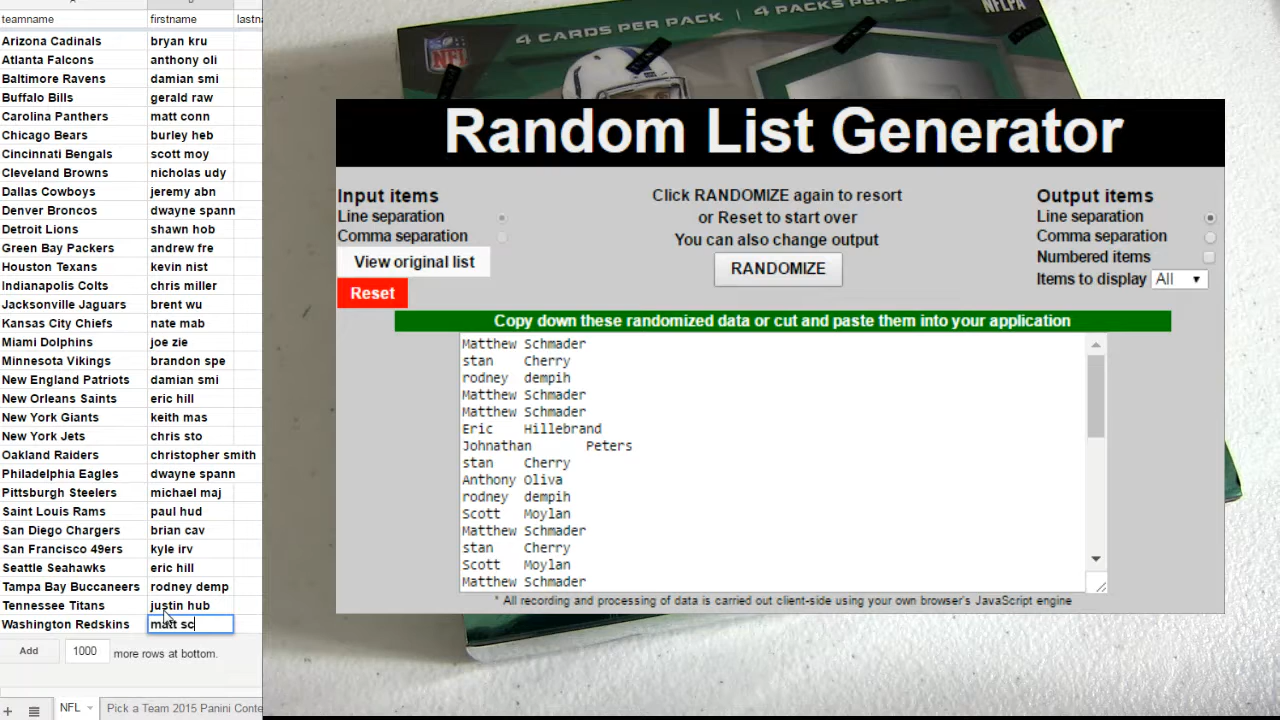 teamname firstname lastn
Arizona Cadinals bryan kru
Atlanta Falcons anthony oli
Baltimore Ravens damian smi
Buffalo Bills gerald raw
Carolina Panthers matt conn
Chicago Bears burley heb
Cincinnati Bengals scott moy
Cleveland Browns nicholas udy
Dallas Cowboys jeremy abn
Denver Broncos dwayne spann
Detroit Lions shawn hob
Green Bay Packers andrew fre
Houston Texans kevin nist
Indianapolis Colts chris miller
Jacksonville Jaguars brent wu
Kansas City Chiefs nate mab
Miami Dolphins joe zie
Minnesota Vikings brandon spe
New England Patriots damian smi
New Orleans Saints eric hill
New York Giants keith mas
New York Jets chris sto
Oakland Raiders christopher smith
Philadelphia Eagles dwayne spann
Pittsburgh Steelers michael maj
Saint Louis Rams paul hud
San Diego Chargers brian cav
San Francisco 49ers kyle irv
Seattle Seahawks eric hill
Tampa Bay Buccaneers rodney demp
Tennessee Titans justin hub
Washington Redskins matt sc
Add 1000 more rows at bottom.
NFL Pick a Team 2015 Panini Conte
4 CARDS PER PACK | 4 PACKS PER
NFL
NFLPA
Random List Generator
Input items
Line separation
Comma separation
View original list
Reset
Click RANDOMIZE again to resort
or Reset to start over
You can also change output
RANDOMIZE
Output items
Line separation
Comma separation
Numbered items
Items to display All
Copy down these randomized data or cut and paste them into your application
Matthew Schmader
stan Cherry
rodney dempih
Matthew Schmader
Matthew Schmader
Eric Hillebrand
Johnathan Peters
stan Cherry
Anthony Oliva
rodney dempih
Scott Moylan
Matthew Schmader
stan Cherry
Scott Moylan
Matthew Schmader
* All recording and processing of data is carried out client-side using your own browser's JavaScript engine